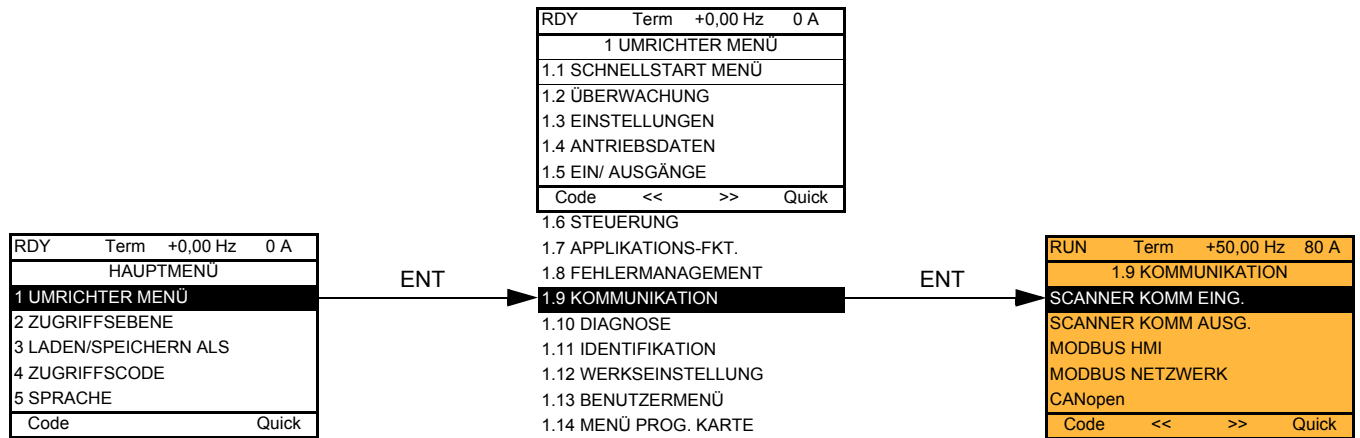 RDY Term +0,00 Hz 0 A
1 UMRICHTER MENÜ
1.1 SCHNELLSTART MENÜ
1.2 ÜBERWACHUNG
1.3 EINSTELLUNGEN
1.4 ANTRIEBSDATEN
1.5 EIN/ AUSGÄNGE
Code << >> Quick
1.6 STEUERUNG
1.7 APPLIKATIONS-FKT.
1.8 FEHLERMANAGEMENT
1.9 KOMMUNIKATION
1.10 DIAGNOSE
1.11 IDENTIFIKATION
1.12 WERKSEINSTELLUNG
1.13 BENUTZERMENÜ
1.14 MENÜ PROG. KARTE
RDY Term +0,00 Hz 0 A
HAUPTMENÜ
1 UMRICHTER MENÜ
2 ZUGRIFFSEBENE
3 LADEN/SPEICHERN ALS
4 ZUGRIFFSCODE
5 SPRACHE
Code Quick
ENT
ENT
RUN Term +50,00 Hz 80 A
1.9 KOMMUNIKATION
SCANNER KOMM EING.
SCANNER KOMM AUSG.
MODBUS HMI
MODBUS NETZWERK
CANopen
Code << >> Quick